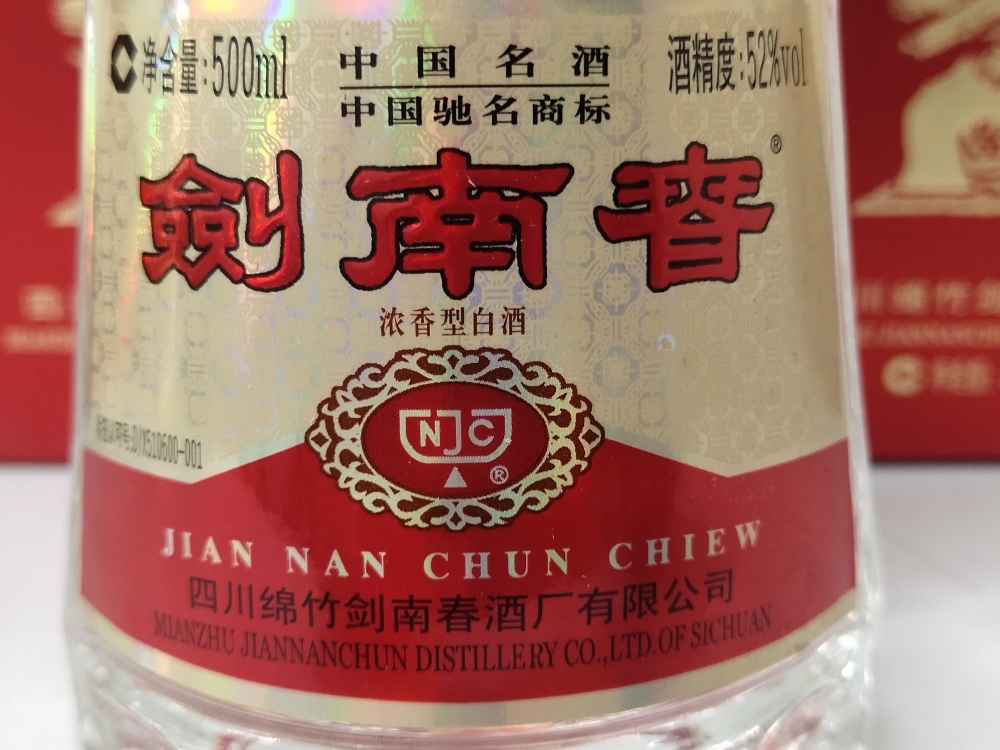 净含量:500ml
中国名酒
中国驰名商标
酒精度:52%vol
劍南春®
浓香型白酒
NJC
®
JIAN NAN CHUN CHIEW
四川绵竹剑南春酒厂有限公司
MIANZHU JIANNANCHUN DISTILLERY CO.,LTD.OF SICHUAN